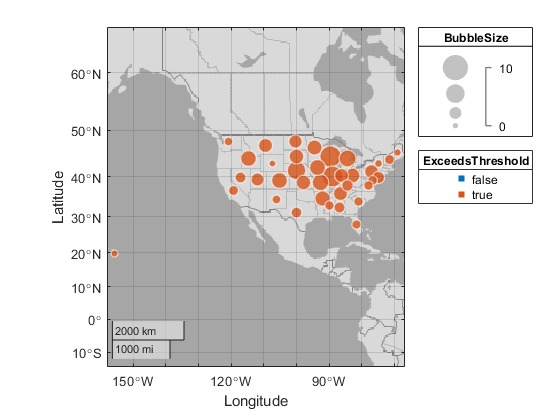 BubbleSize
10
0
ExceedsThreshold
false
true
Latitude
60°N
50°N
40°N
30°N
20°N
10°N
0°
10°S
2000 km
1000 mi
150°W 120°W 90°W
Longitude